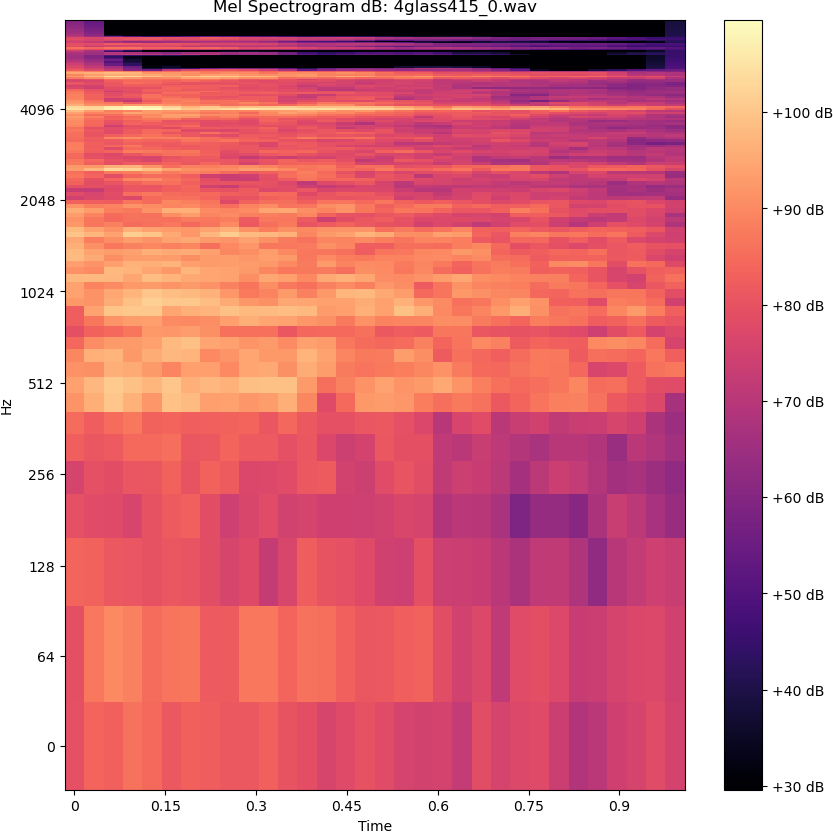 Mel Spectrogram dB: 4glass415_0.wav
Hz
4096
2048
1024
512
256
128
64
0
0 0.15 0.3 0.45 0.6 0.75 0.9
Time
+100 dB
+90 dB
+80 dB
+70 dB
+60 dB
+50 dB
+40 dB
+30 dB